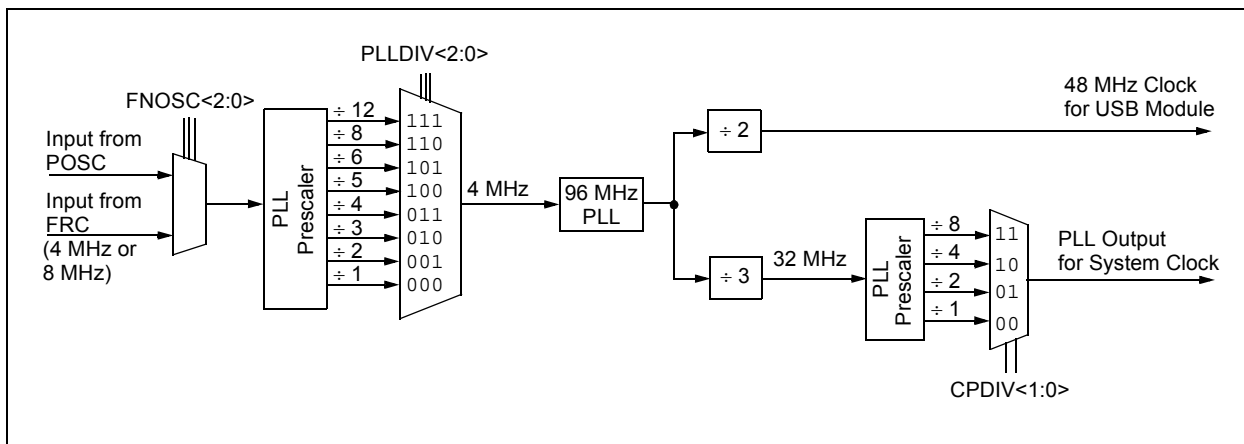 PLLDIV<2:0>
FNOSC<2:0>
Input from
POSC
Input from
FRC
(4 MHz or
8 MHz)
PLL
Prescaler
÷ 12
÷ 8
÷ 6
÷ 5
÷ 4
÷ 3
÷ 2
÷ 1
111
110
101
100
011
010
001
000
4 MHz
96 MHz
PLL
÷ 2
48 MHz Clock
for USB Module
÷ 3
32 MHz
PLL
Prescaler
÷ 8
÷ 4
÷ 2
÷ 1
11
10
01
00
PLL Output
for System Clock
CPDIV<1:0>